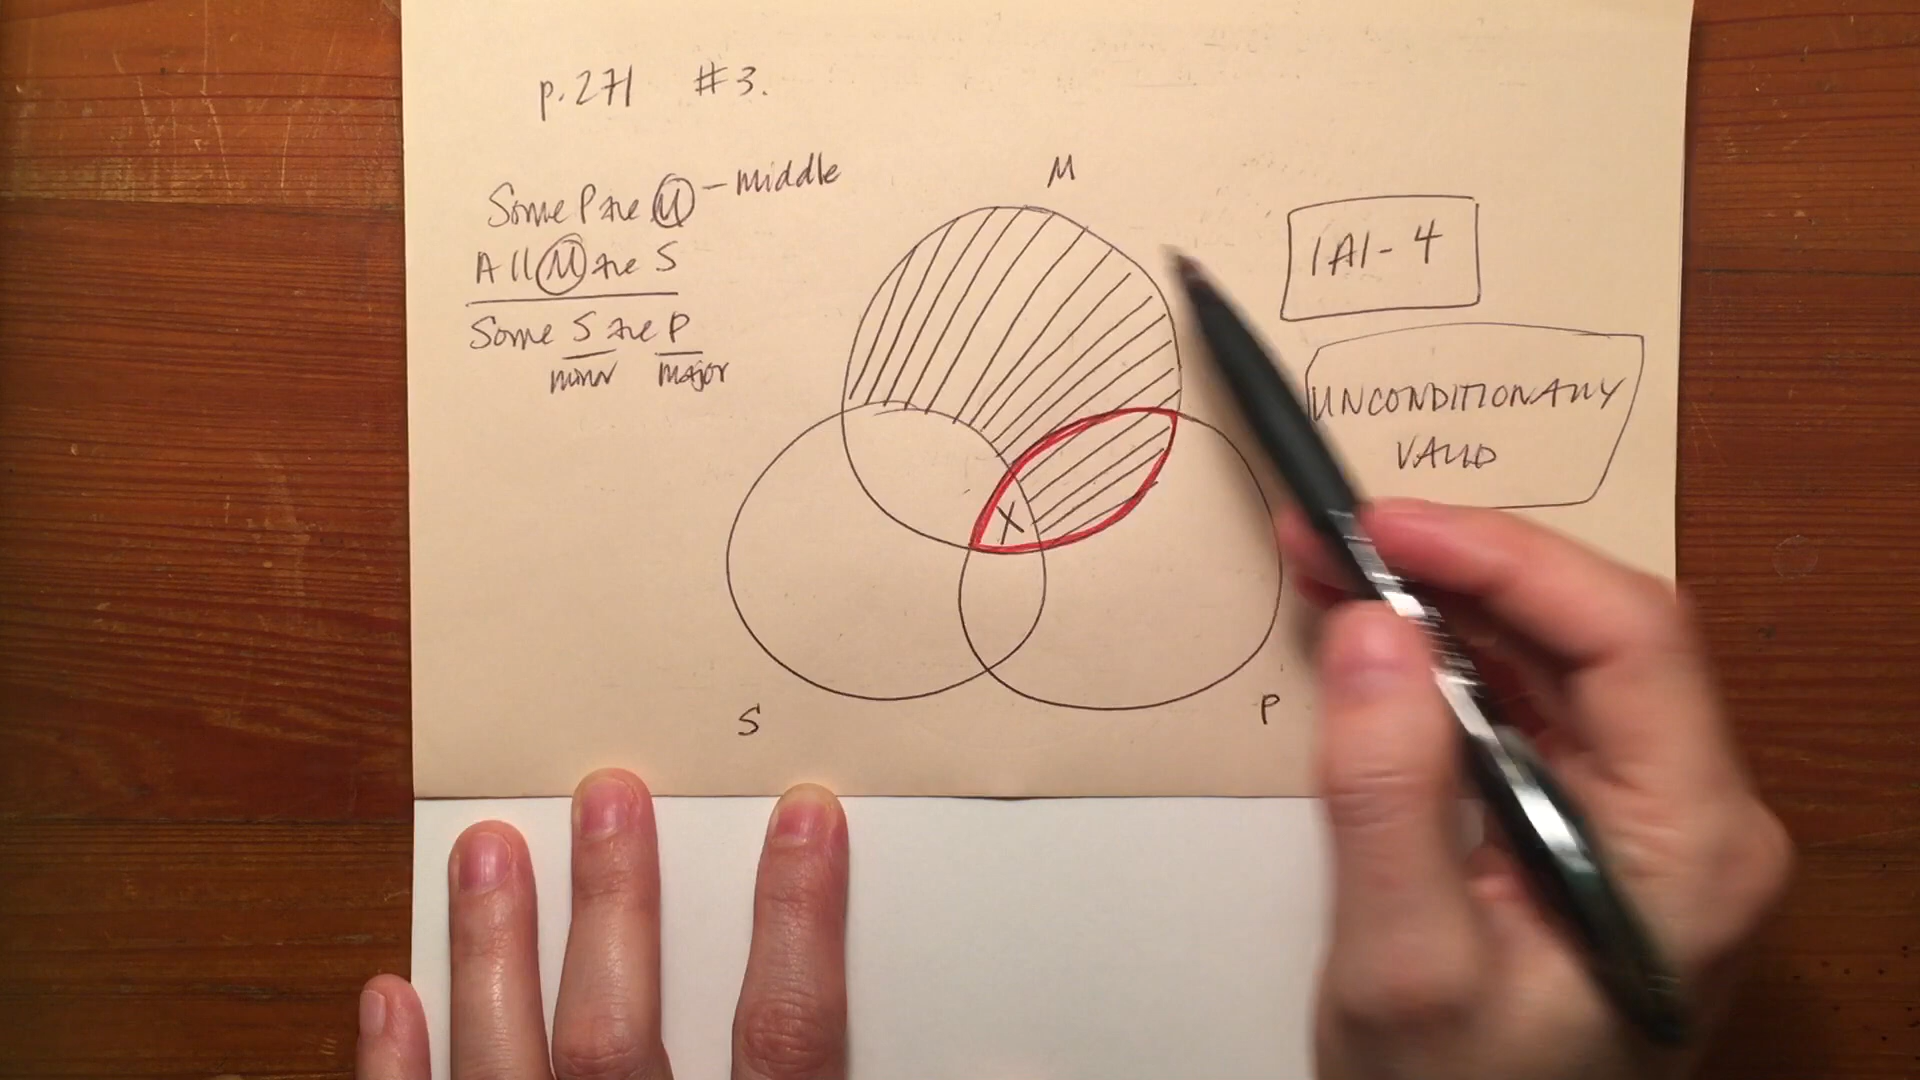 p.271 #3.
Some P are M - middle
All M are S
Some S are P
minor major
M
X
S
P
IAI-4
UNCONDITIONALLY
VALID